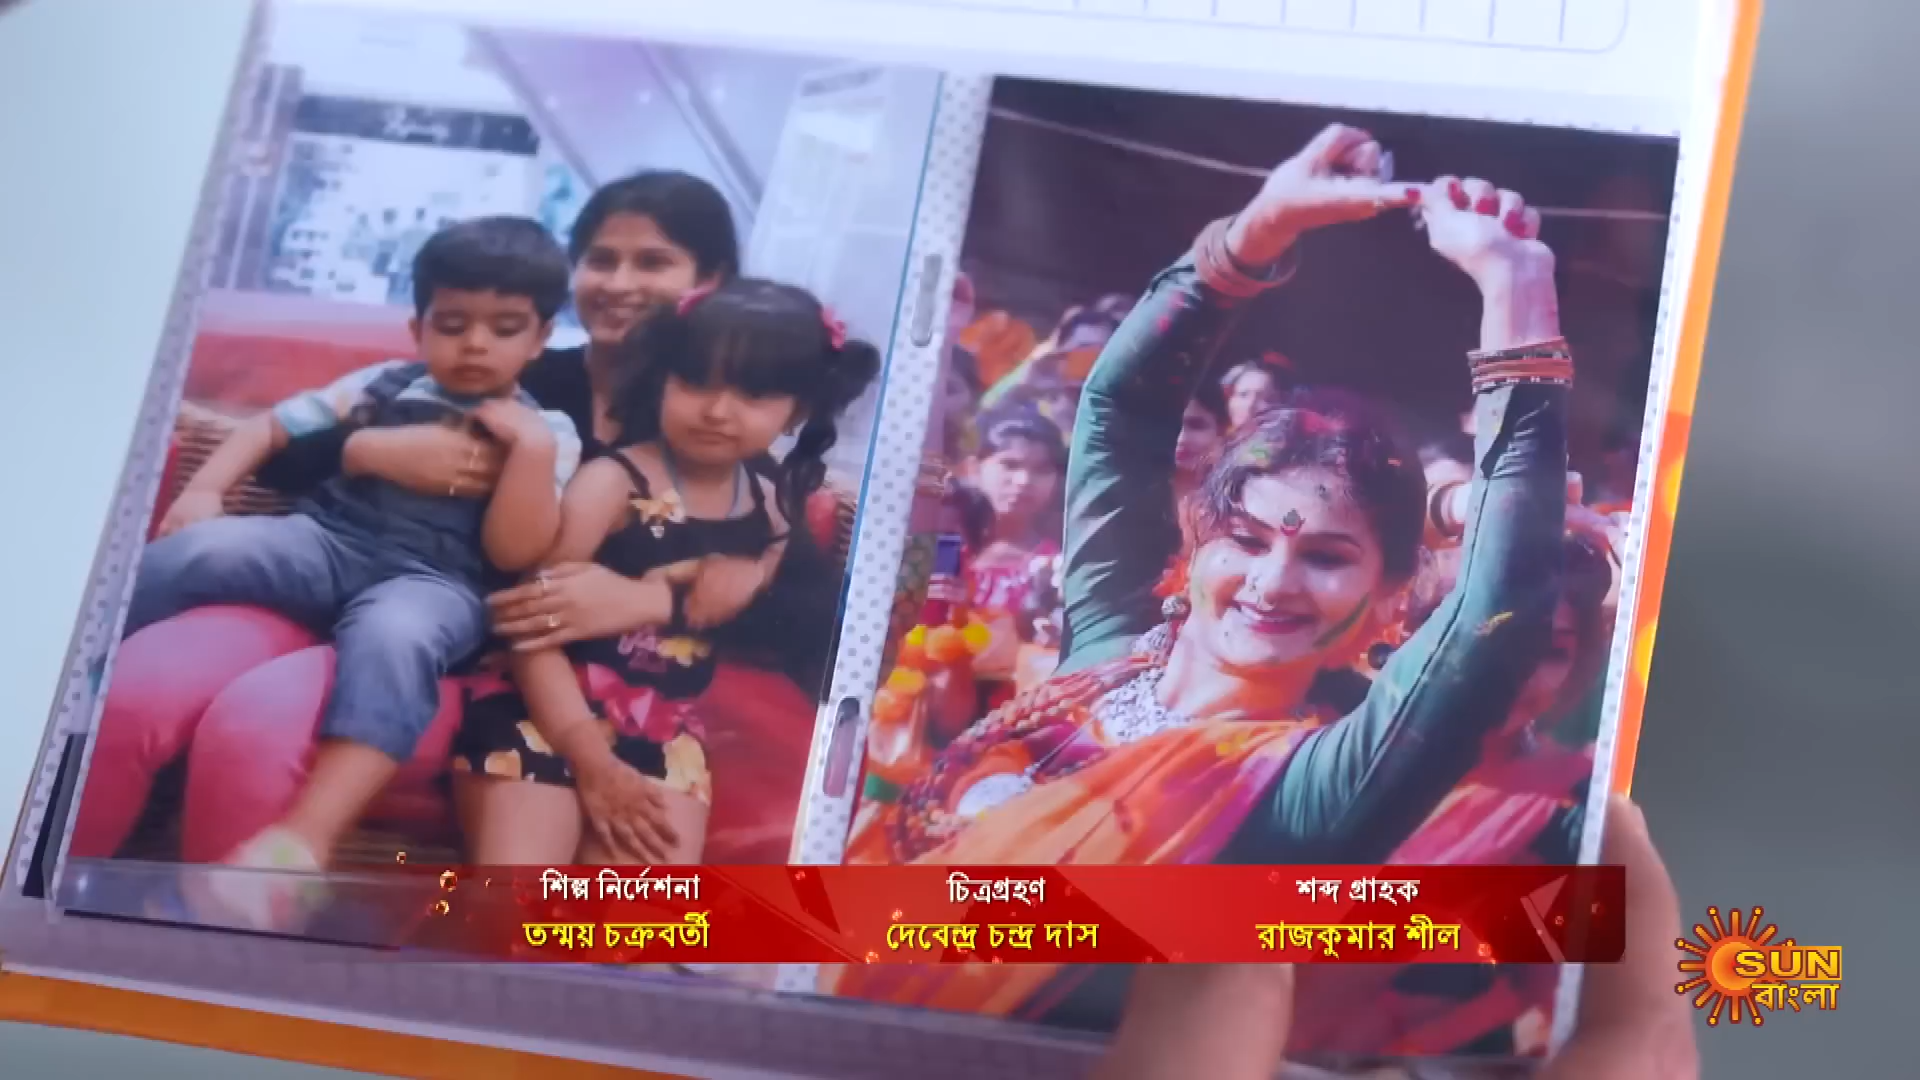 শিল্প নির্দেশনা
তন্ময় চক্রবর্তী
চিত্রগ্রহণ
দেবেন্দ্র চন্দ্র দাস
শব্দ গ্রাহক
রাজকুমার শীল
SUN
বাংলা